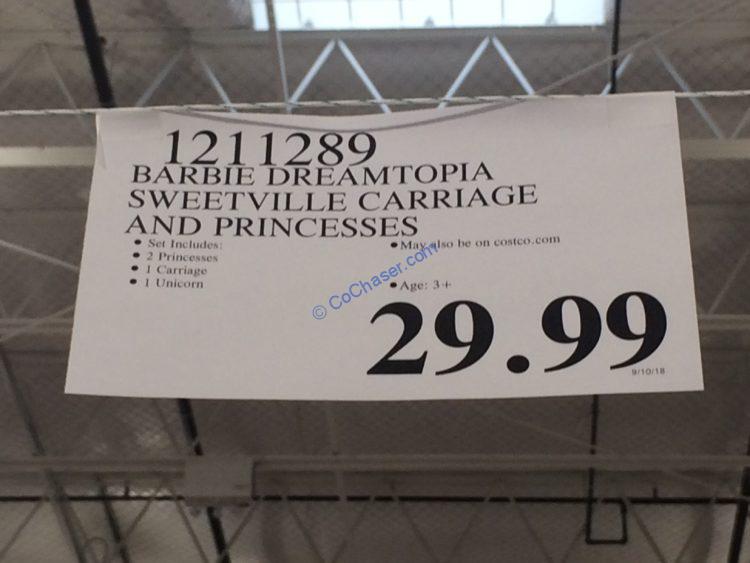 1211289
BARBIE DREAMTOPIA
SWEETVILLE CARRIAGE
AND PRINCESSES
• Set Includes:
• 2 Princesses
• 1 Carriage
• 1 Unicorn
• May also be on costco.com
• Age: 3+
© CoChaser.com
29.99
9/10/18